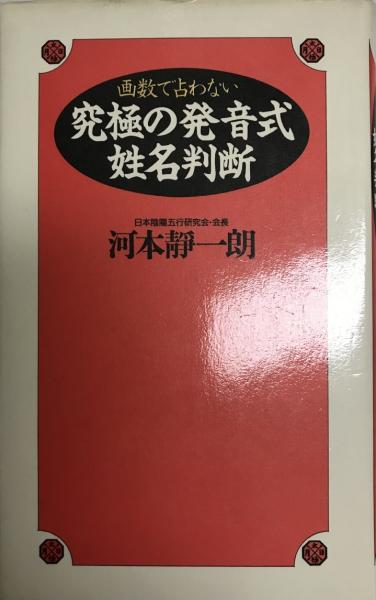 画数で占わない
究極の発音式
姓名判断
日本陰陽五行研究会・会長
河本靜一朗